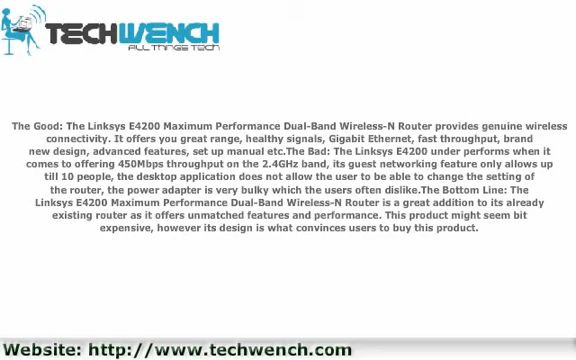 TECHWENCH
ALL THINGS TECH
The Good: The Linksys E4200 Maximum Performance Dual-Band Wireless-N Router provides genuine wireless
connectivity. It offers you great range, healthy signals, Gigabit Ethernet, fast throughput, brand
new design, advanced features, set up manual etc.The Bad: The Linksys E4200 under performs when it
comes to offering 450Mbps throughput on the 2.4GHz band, its guest networking feature only allows up
till 10 people, the desktop application does not allow the user to be able to change the setting of
the router, the power adapter is very bulky which the users often dislike.The Bottom Line: The
Linksys E4200 Maximum Performance Dual-Band Wireless-N Router is a great addition to its already
existing router as it offers unmatched features and performance. This product might seem bit
expensive, however its design is what convinces users to buy this product.
Website: http://www.techwench.com